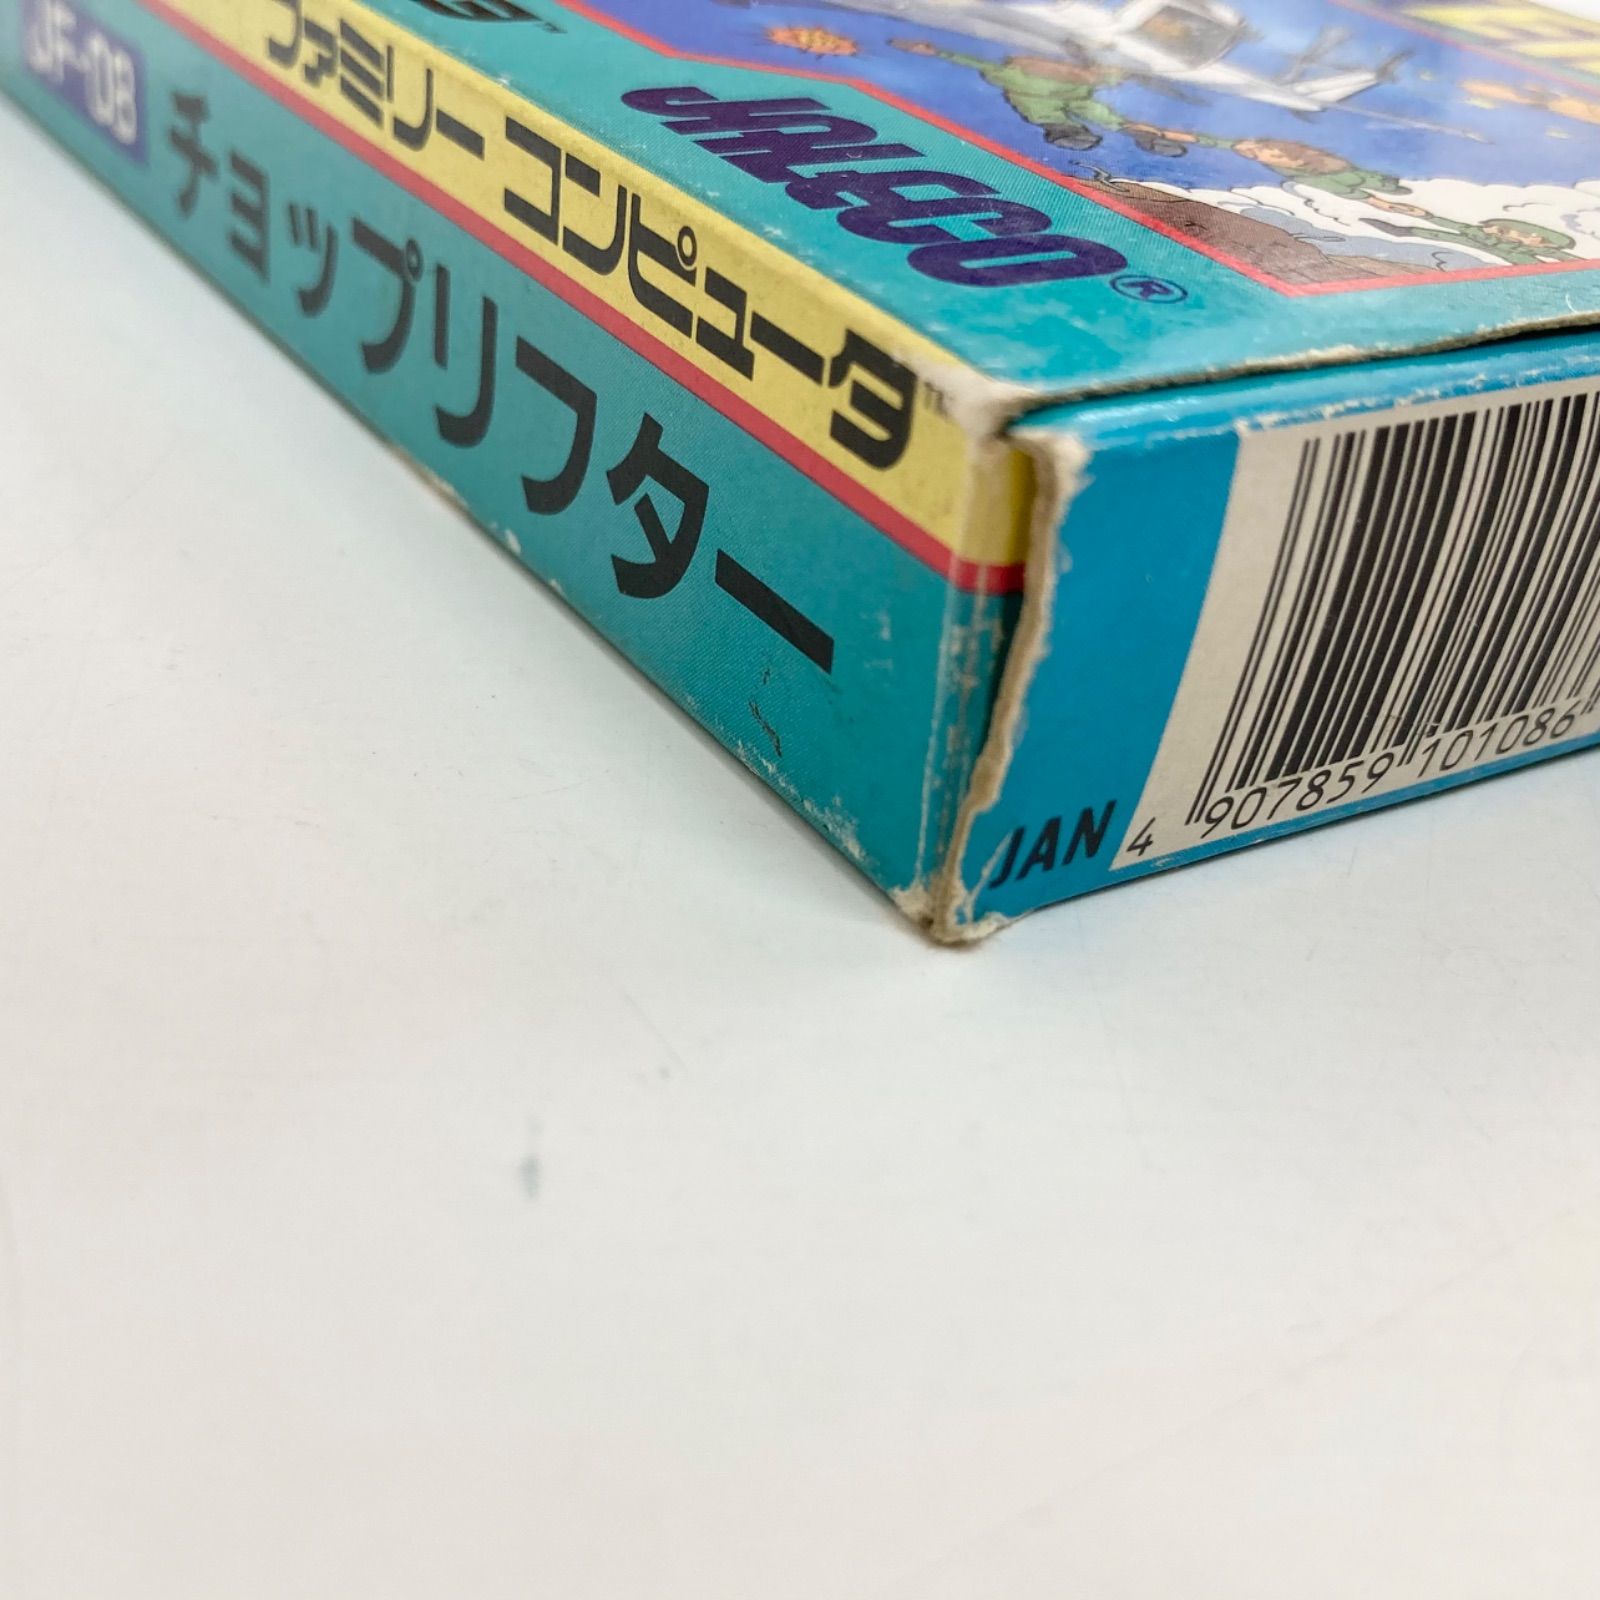 JALECO®
ファミリー コンピュータ™
JF-08
チョップリフター
JAN
4 907859 101086